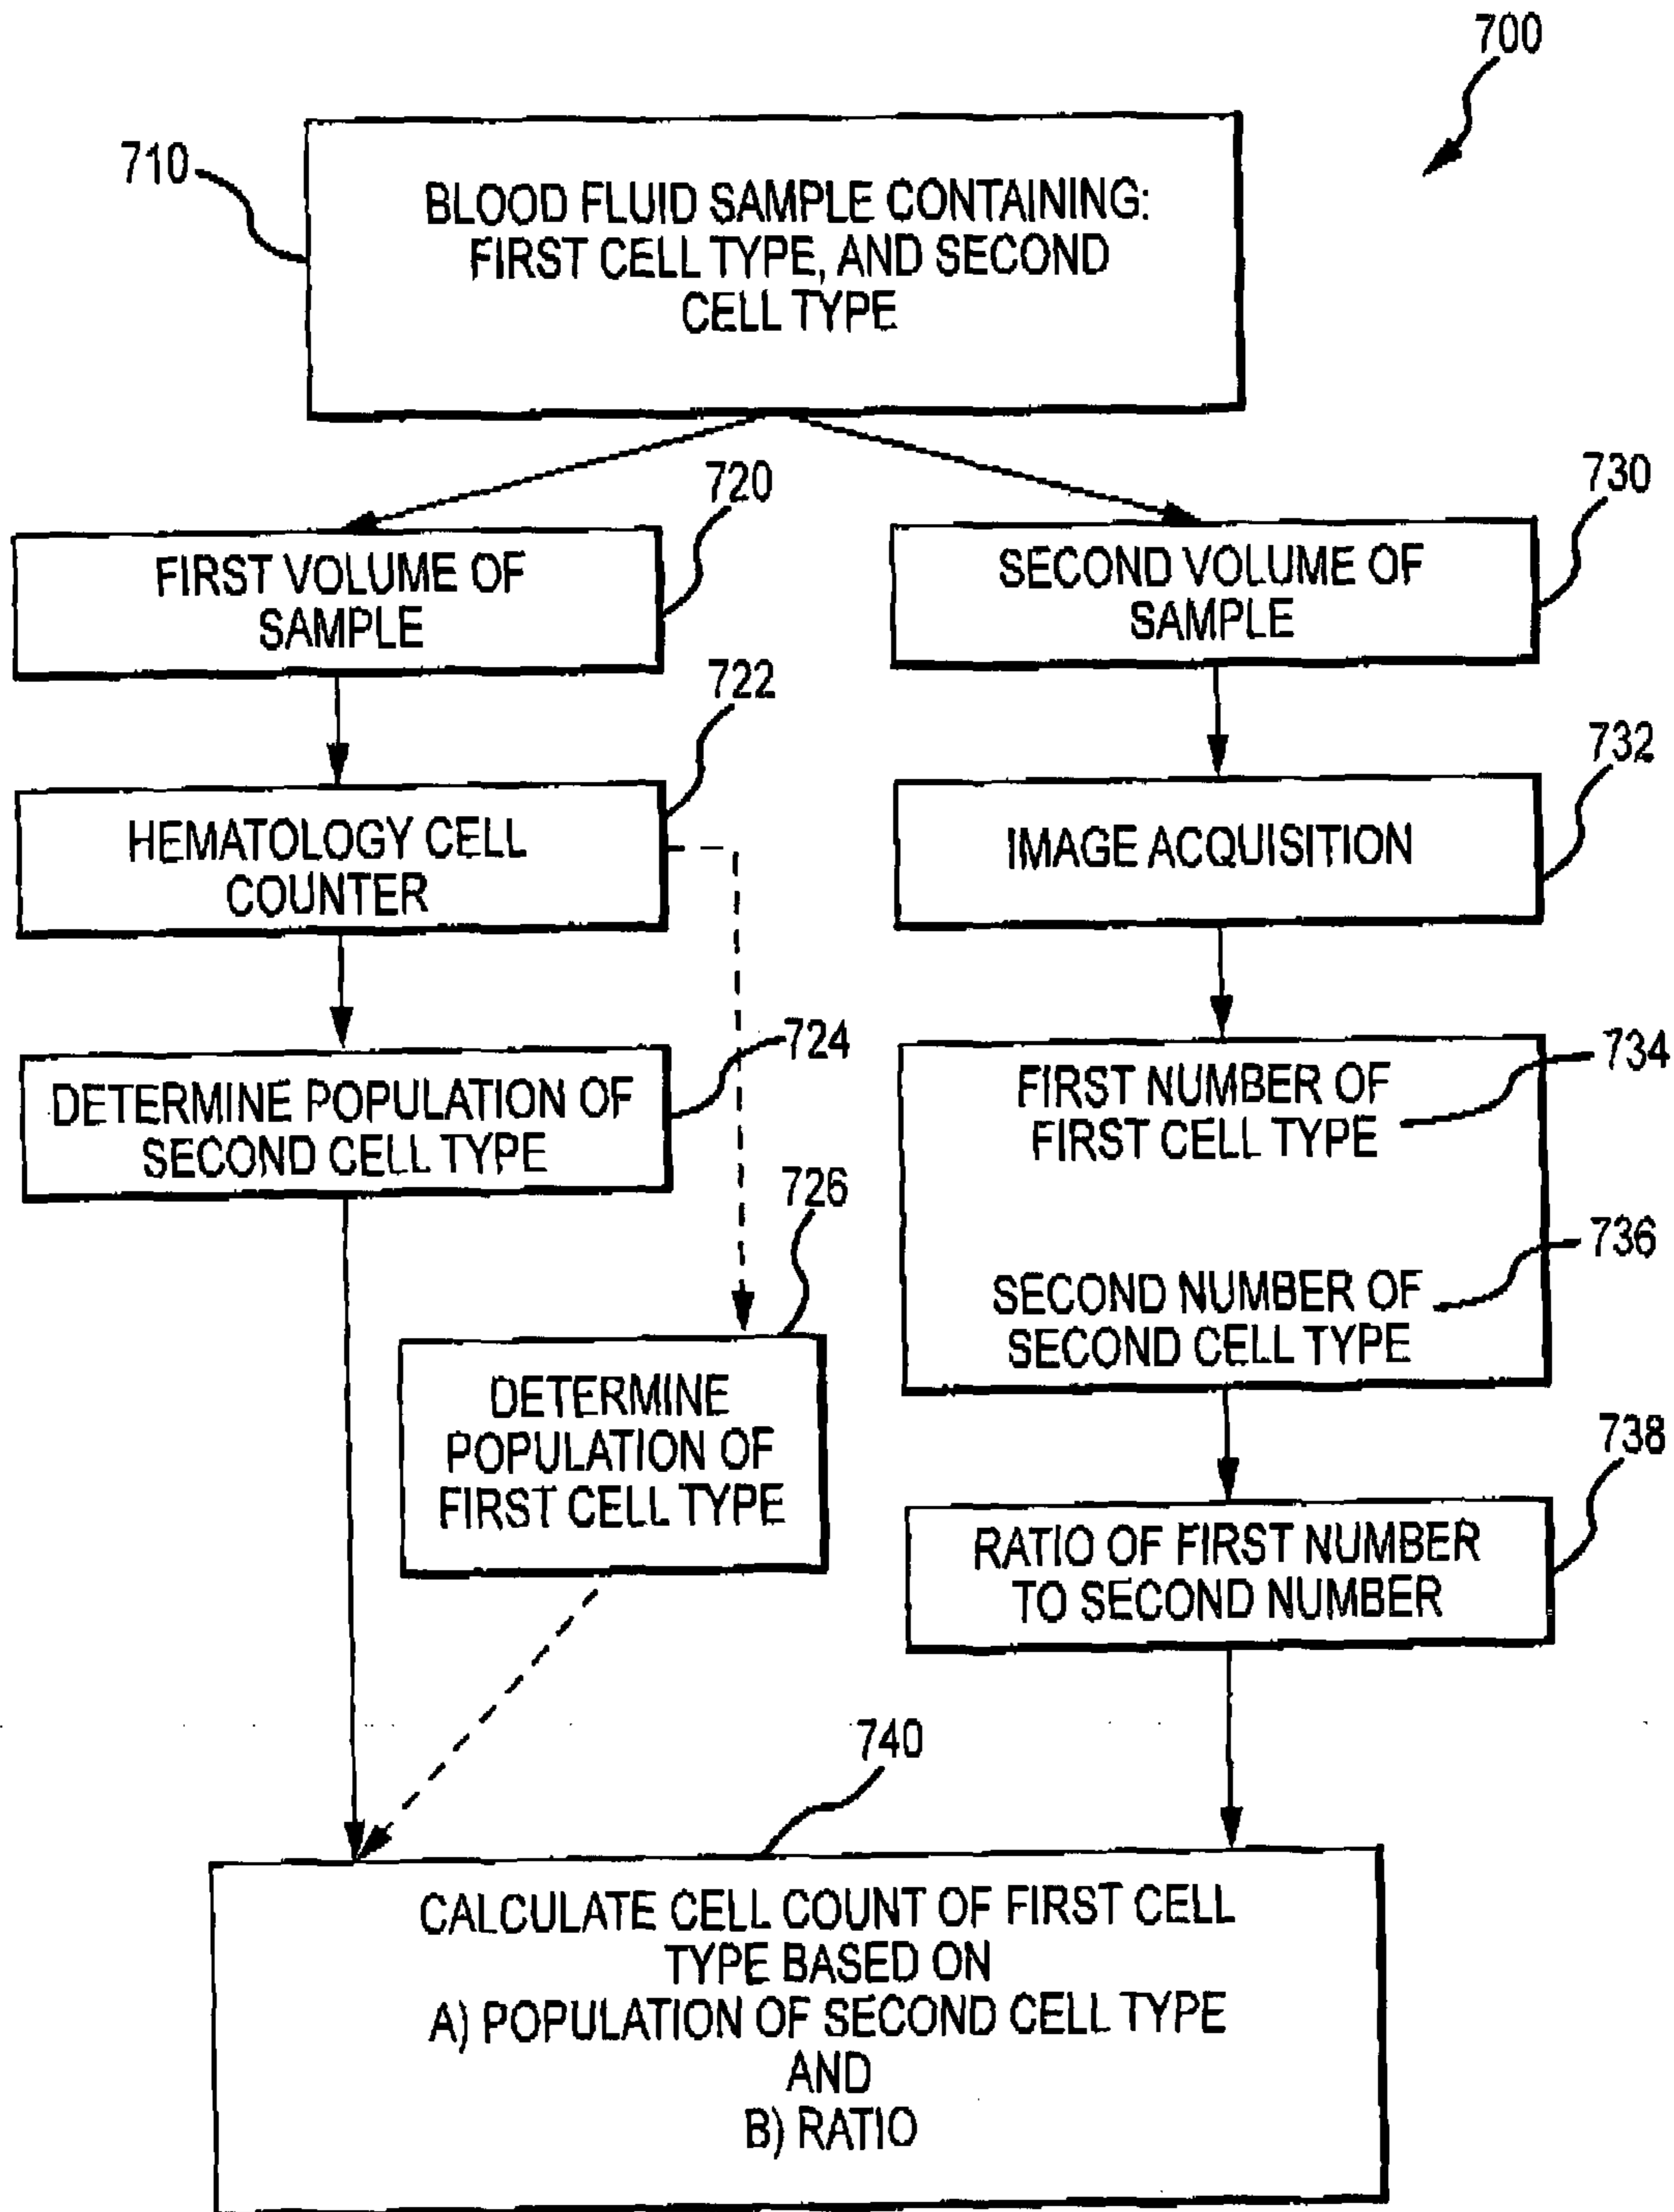 700
710
BLOOD FLUID SAMPLE CONTAINING:
FIRST CELL TYPE, AND SECOND
CELL TYPE
720
FIRST VOLUME OF
SAMPLE
730
SECOND VOLUME OF
SAMPLE
722
HEMATOLOGY CELL
COUNTER
732
IMAGE ACQUISITION
724
DETERMINE POPULATION OF
SECOND CELL TYPE
734
FIRST NUMBER OF
FIRST CELL TYPE
736
SECOND NUMBER OF
SECOND CELL TYPE
726
DETERMINE
POPULATION OF
FIRST CELL TYPE
738
RATIO OF FIRST NUMBER
TO SECOND NUMBER
740
CALCULATE CELL COUNT OF FIRST CELL
TYPE BASED ON
A) POPULATION OF SECOND CELL TYPE
AND
B) RATIO